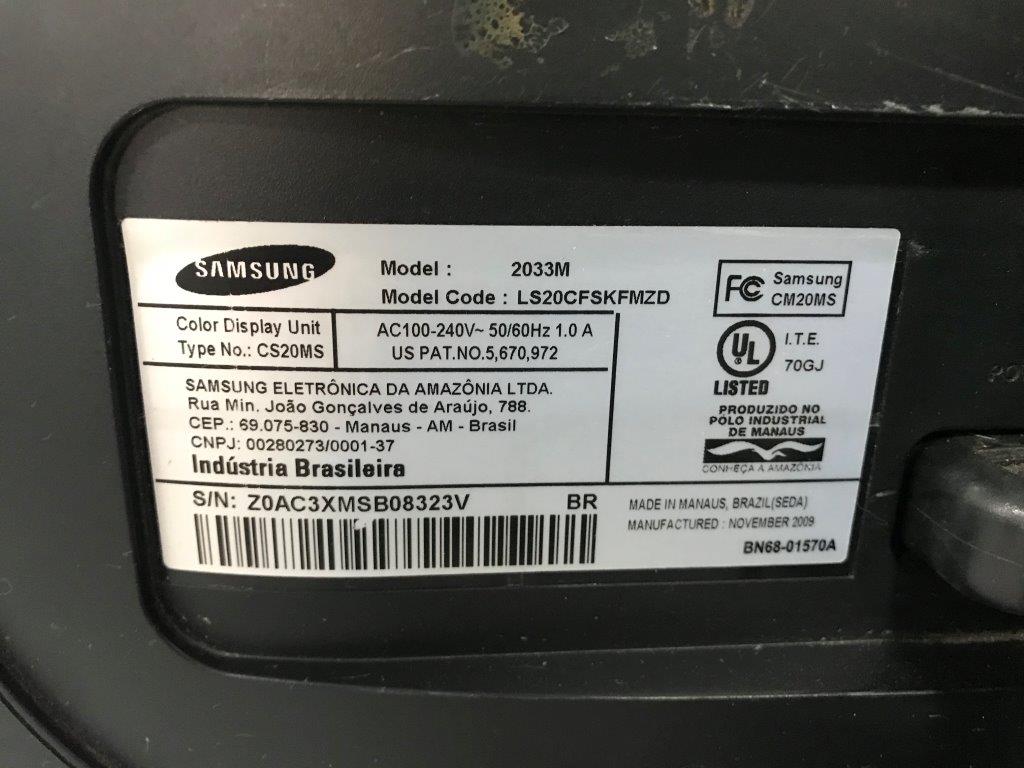 SAMSUNG
Model : 2033M
Model Code : LS20CFSKFMZD
FC Samsung
CM20MS
Color Display Unit
Type No.: CS20MS
AC100-240V~ 50/60Hz 1.0 A
US PAT.NO.5,670,972
UL
LISTED
I.T.E.
70GJ
SAMSUNG ELETRÔNICA DA AMAZÔNIA LTDA.
Rua Min. João Gonçalves de Araújo, 788.
CEP.: 69.075-830 - Manaus - AM - Brasil
CNPJ: 00280273/0001-37
Indústria Brasileira
PRODUZIDO NO
PÓLO INDUSTRIAL
DE MANAUS
CONHEÇA A AMAZÔNIA
S/N: Z0AC3XMSB08323V BR
MADE IN MANAUS, BRAZIL(SEDA)
MANUFACTURED : NOVEMBER 2009
BN68-01570A